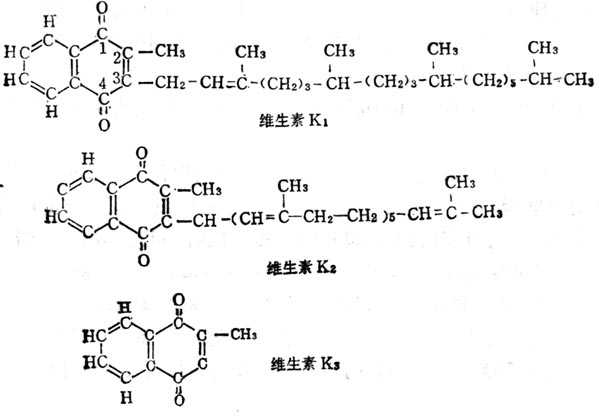 O
H CH₃ CH₃ CH₃ CH₃
H 1 2 —CH₃
H 4 3 —CH₂—CH=C—(CH₂)₃—CH—(CH₂)₃—CH—(CH₂)₅—CH—CH₃
H O
维生素 K₁
H O CH₃ CH₃
—CH₃
H —CH—(CH=C—CH₂—CH₂)₅—CH=C—CH₃
O
维生素 K₂
H O
H C C C —CH₃
H C C C 维生素 K₃
H O